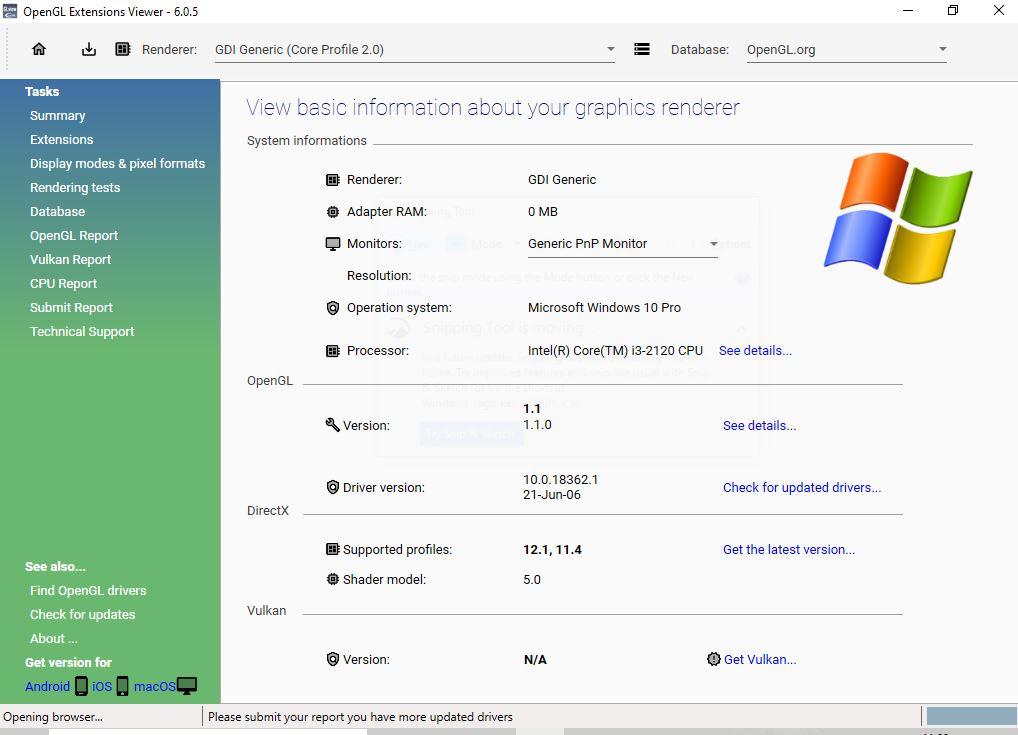 OpenGL Extensions Viewer - 6.0.5
Renderer: GDI Generic (Core Profile 2.0) Database: OpenGL.org
Tasks
Summary
Extensions
Display modes & pixel formats
Rendering tests
Database
OpenGL Report
Vulkan Report
CPU Report
Submit Report
Technical Support
See also...
Find OpenGL drivers
Check for updates
About ...
Get version for
Android iOS macOS
View basic information about your graphics renderer
System informations
Renderer: GDI Generic
Adapter RAM: 0 MB
Monitors: Generic PnP Monitor
Resolution:
Operation system: Microsoft Windows 10 Pro
Processor: Intel(R) Core(TM) i3-2120 CPU See details...
OpenGL
1.1
Version: 1.1.0 See details...
Driver version: 10.0.18362.1 Check for updated drivers...
21-Jun-06
DirectX
Supported profiles: 12.1, 11.4 Get the latest version...
Shader model: 5.0
Vulkan
Version: N/A Get Vulkan...
Snipping Tool is moving...
Opening browser... Please submit your report you have more updated drivers